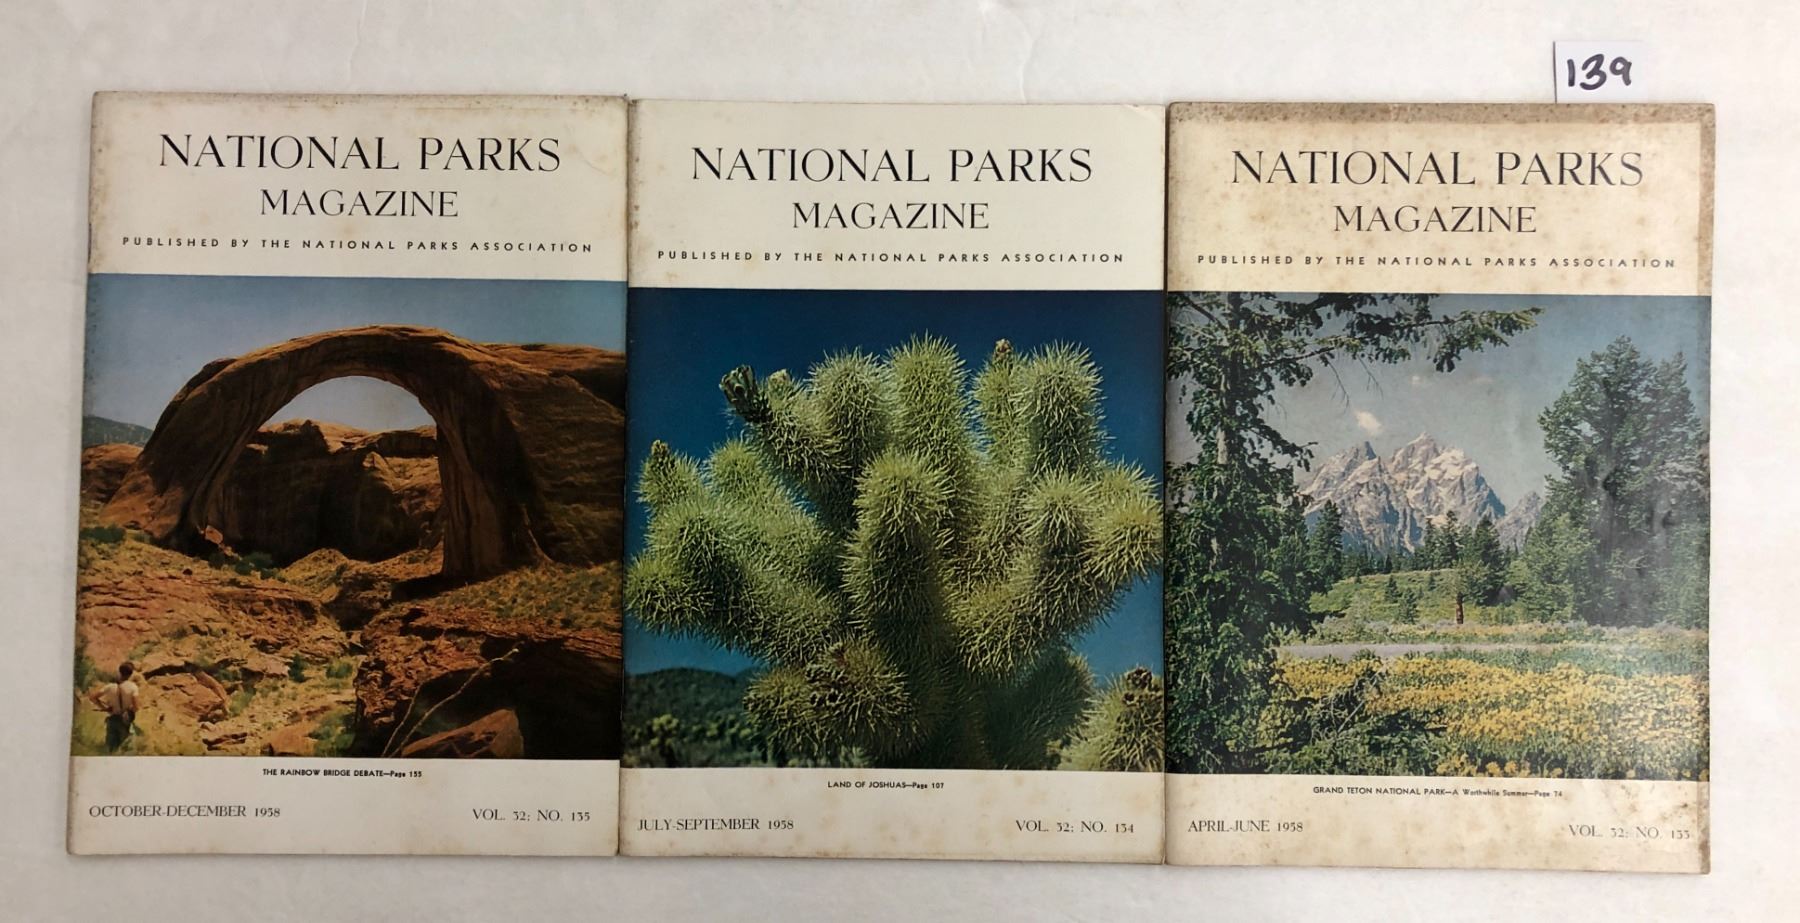 139
NATIONAL PARKS
MAGAZINE
PUBLISHED BY THE NATIONAL PARKS ASSOCIATION
THE RAINBOW BRIDGE DEBATE—Page 155
OCTOBER-DECEMBER 1958
VOL. 32; NO. 135
NATIONAL PARKS
MAGAZINE
PUBLISHED BY THE NATIONAL PARKS ASSOCIATION
LAND OF JOSHUAS—Page 107
JULY-SEPTEMBER 1958
VOL. 32; NO. 134
NATIONAL PARKS
MAGAZINE
PUBLISHED BY THE NATIONAL PARKS ASSOCIATION
GRAND TETON NATIONAL PARK—A Worthwhile Summer—Page 74
APRIL-JUNE 1958
VOL. 32; NO. 133